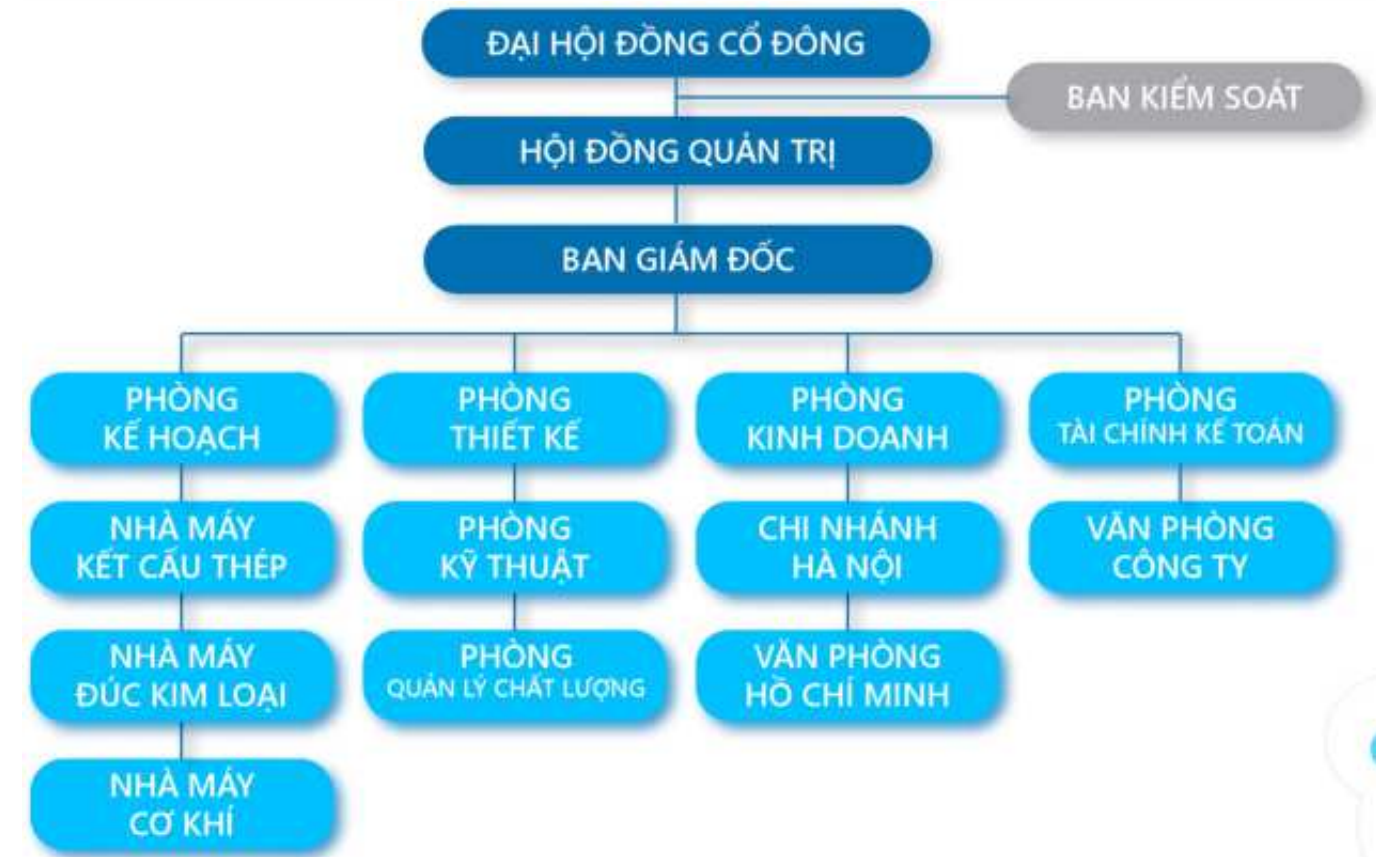 ĐẠI HỘI ĐỒNG CỔ ĐÔNG
BAN KIỂM SOÁT
HỘI ĐỒNG QUẢN TRỊ
BAN GIÁM ĐỐC
PHÒNG
KẾ HOẠCH
PHÒNG
THIẾT KẾ
PHÒNG
KINH DOANH
PHÒNG
TÀI CHÍNH KẾ TOÁN
NHÀ MÁY
KẾT CẤU THÉP
PHÒNG
KỸ THUẬT
CHI NHÁNH
HÀ NỘI
VĂN PHÒNG
CÔNG TY
NHÀ MÁY
ĐÚC KIM LOẠI
PHÒNG
QUẢN LÝ CHẤT LƯỢNG
VĂN PHÒNG
HỒ CHÍ MINH
NHÀ MÁY
CƠ KHÍ